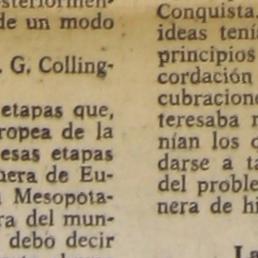 de un modo
. G. Colling-
etapas que,
ropea de la
esas etapas
nera de Eu-
Mesopota-
ra del mun-
debo decir
Conquista,
ideas tení
principios
cordación
cubracione
teresaba
nían los
darse a ta
del proble
nera de hi
La